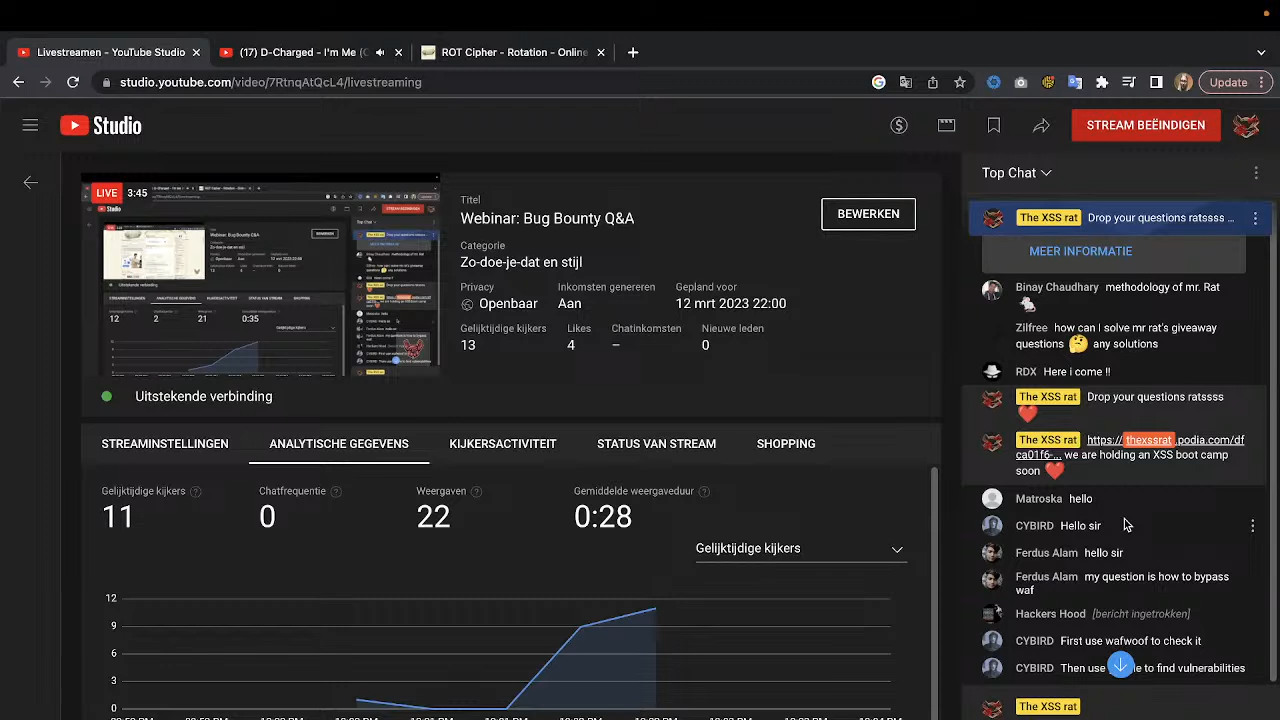 Livestreamen - YouTube Studio
(17) D-Charged - I'm Me (
ROT Cipher - Rotation - Online
studio.youtube.com/video/7RtnqAtQcL4/livestreaming
Update
Studio
STREAM BEËINDIGEN
LIVE 3:45
Titel
Webinar: Bug Bounty Q&A
BEWERKEN
Categorie
Zo-doe-je-dat en stijl
Privacy Inkomsten genereren Gepland voor
Openbaar Aan 12 mrt 2023 22:00
Gelijktijdige kijkers Likes Chatinkomsten Nieuwe leden
13 4 – 0
Uitstekende verbinding
STREAMINSTELLINGEN ANALYTISCHE GEGEVENS KIJKERSACTIVITEIT STATUS VAN STREAM SHOPPING
Gelijktijdige kijkers Chatfrequentie Weergaven Gemiddelde weergaveduur
11 0 22 0:28
Gelijktijdige kijkers
12
9
6
3
0
Top Chat
The XSS rat Drop your questions ratssss ...
MEER INFORMATIE
Binay Chaudhary methodology of mr. Rat
Zilfree how to open mr rats giveaway
questions 🤔 any solutions
RDX Here i come !!
The XSS rat Drop your questions ratssss
❤️
The XSS rat https://thexssrat.podia.com/df
ca01f6-... we are holding an XSS boot camp
soon ❤️
Matroska hello
CYBIRD Hello sir
Ferdus Alam hello sir
Ferdus Alam my question is how to bypass
waf
Hackers Hood [bericht ingetrokken]
CYBIRD First use wafwoof to check it
CYBIRD Then use le to find vulnerabilities
The XSS rat